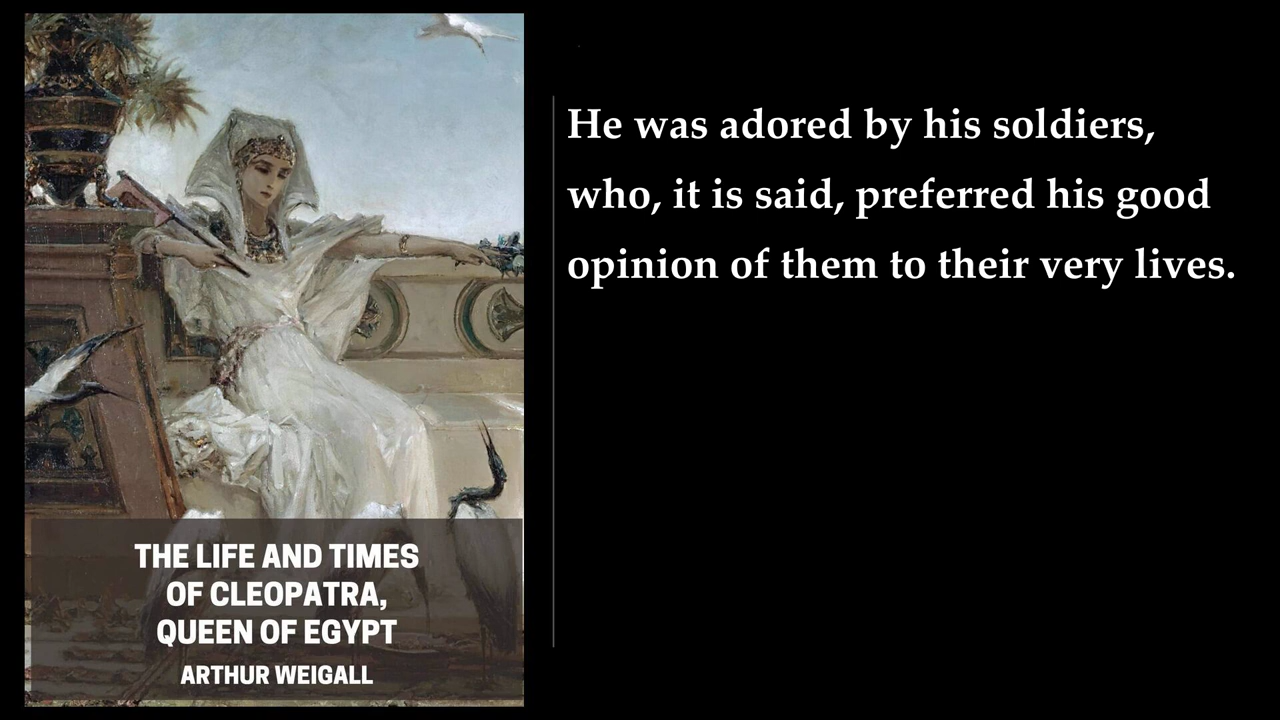 He was adored by his soldiers,
who, it is said, preferred his good
opinion of them to their very lives.
THE LIFE AND TIMES
OF CLEOPATRA,
QUEEN OF EGYPT
ARTHUR WEIGALL